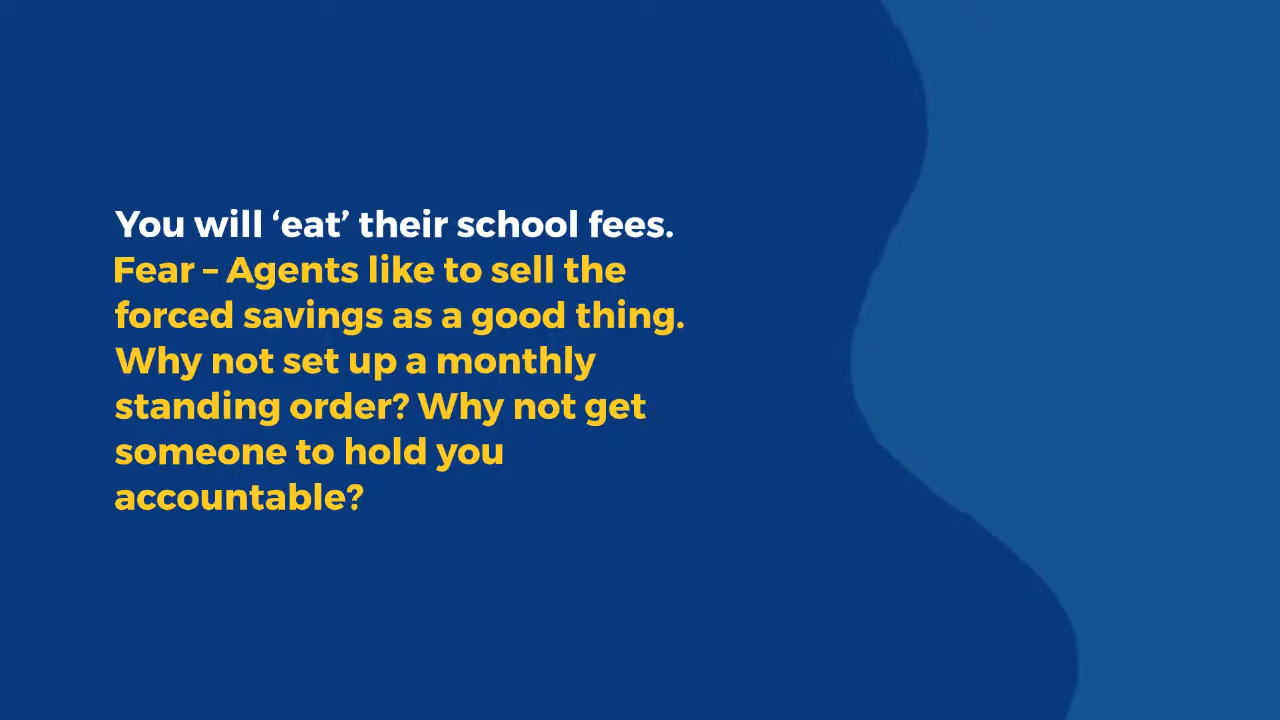 You will ‘eat’ their school fees.
Fear – Agents like to sell the
forced savings as a good thing.
Why not set up a monthly
standing order? Why not get
someone to hold you
accountable?